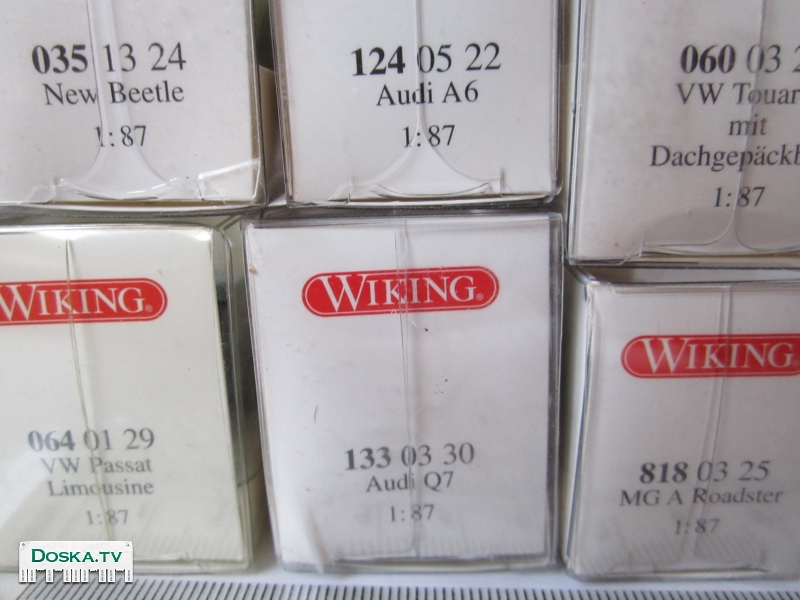 035 13 24
New Beetle
1:87
124 05 22
Audi A6
1:87
060 03
VW
mit
1:87
WIKING®
064 01 29
VW Passat
Limousine
1:87
WIKING®
133 03 30
Audi Q7
1:87
WIKING®
818 03 25
MG A Roadster
1:87
DOSKA.TV